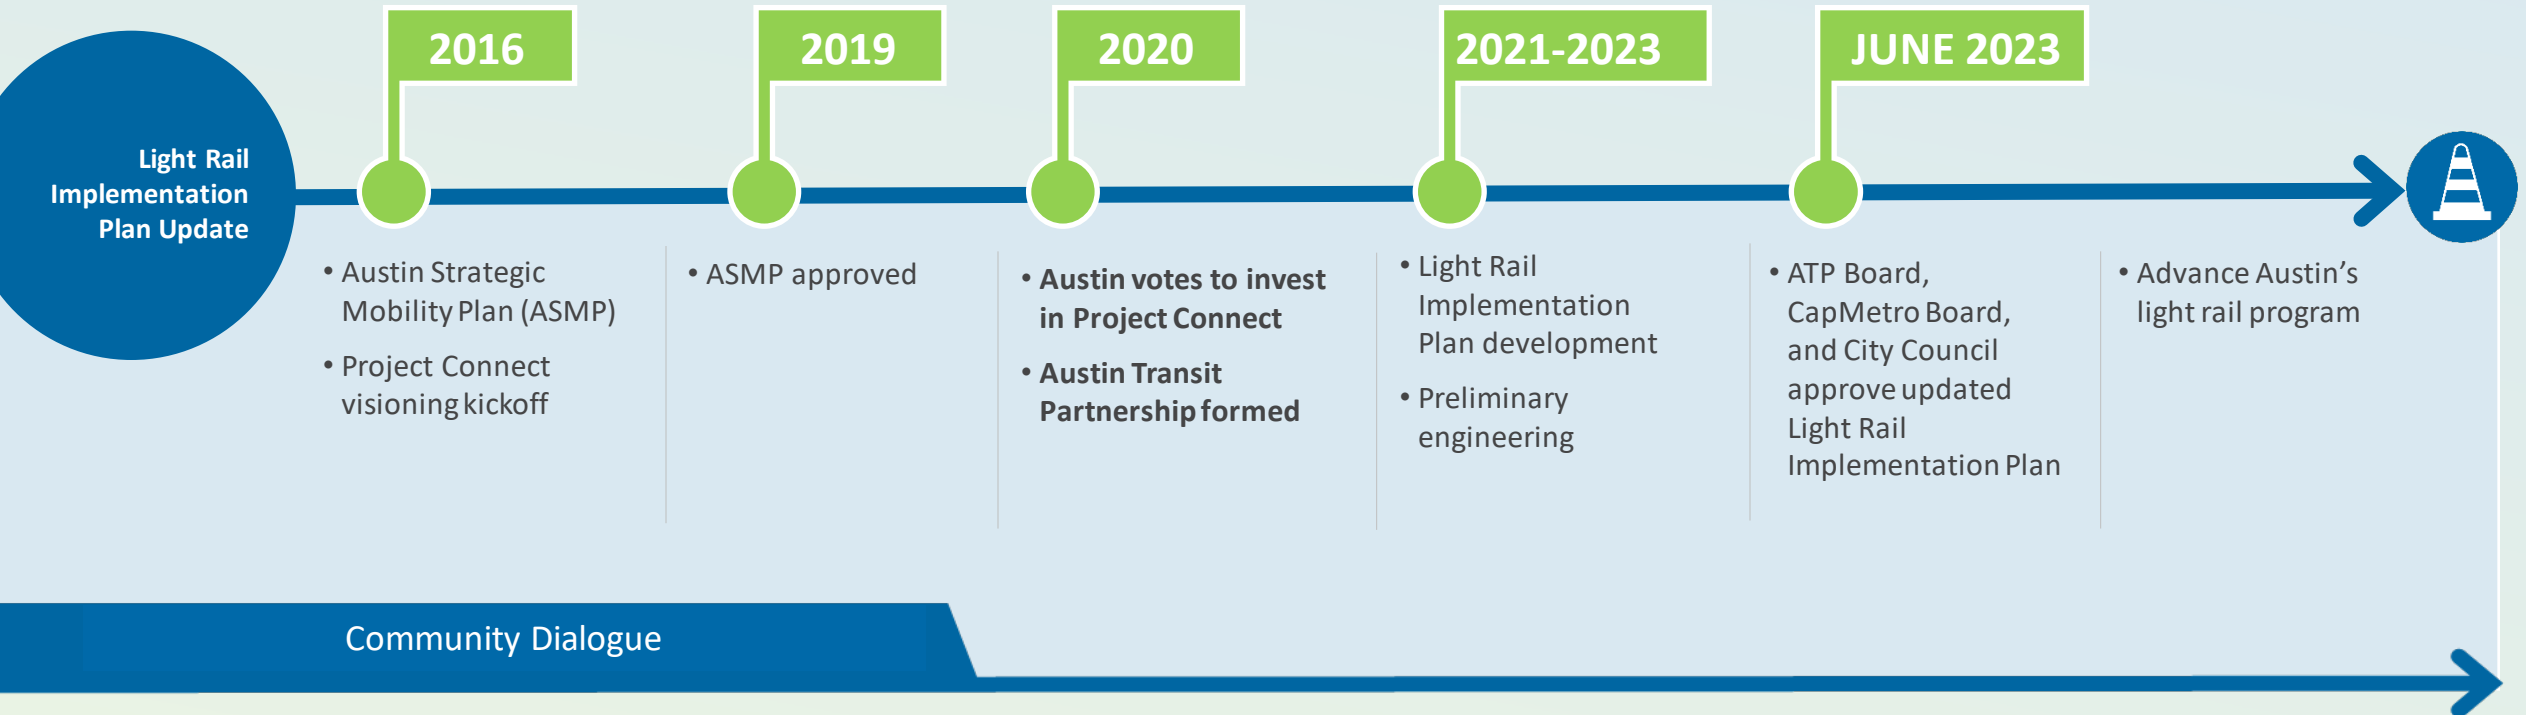 Light Rail
Implementation
Plan Update
2016
• Austin Strategic
Mobility Plan (ASMP)
• Project Connect
visioning kickoff
2019
• ASMP approved
2020
• Austin votes to invest
in Project Connect
• Austin Transit
Partnership formed
2021-2023
• Light Rail
Implementation
Plan development
• Preliminary
engineering
JUNE 2023
• ATP Board,
CapMetro Board,
and City Council
approve updated
Light Rail
Implementation Plan
• Advance Austin’s
light rail program
Community Dialogue